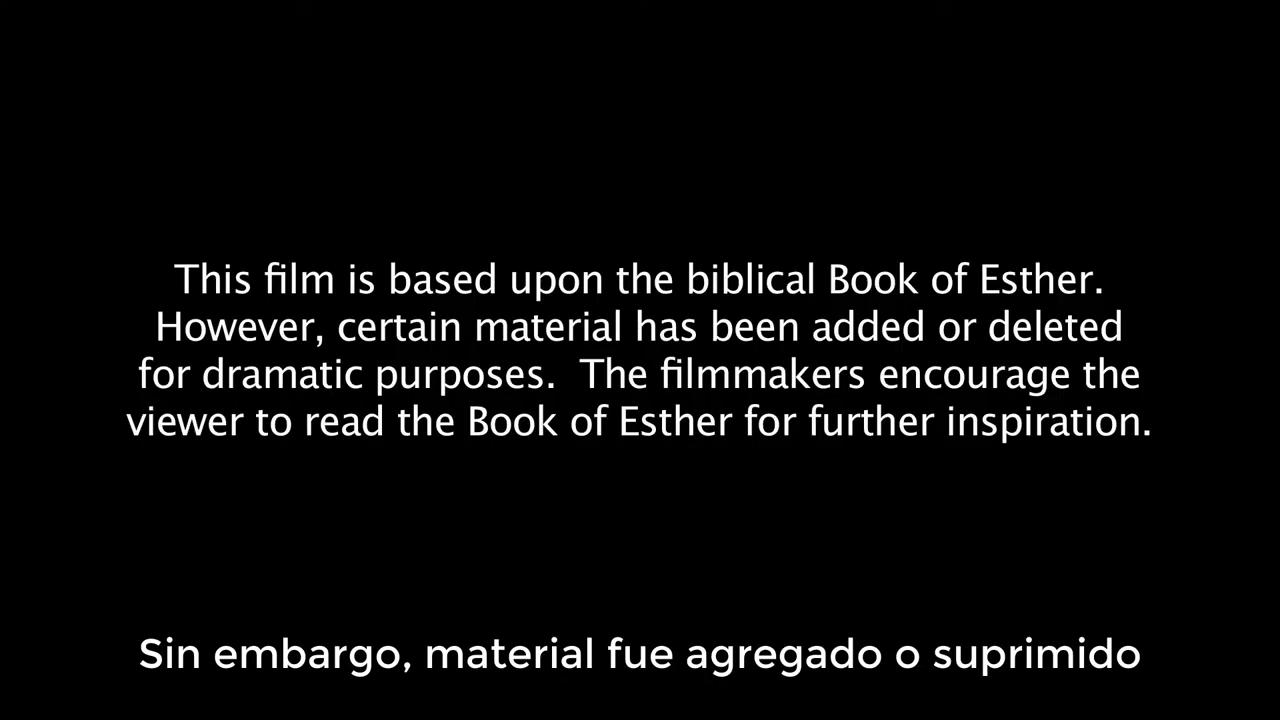 This film is based upon the biblical Book of Esther.
However, certain material has been added or deleted
for dramatic purposes.  The filmmakers encourage the
viewer to read the Book of Esther for further inspiration.
Sin embargo, material fue agregado o suprimido